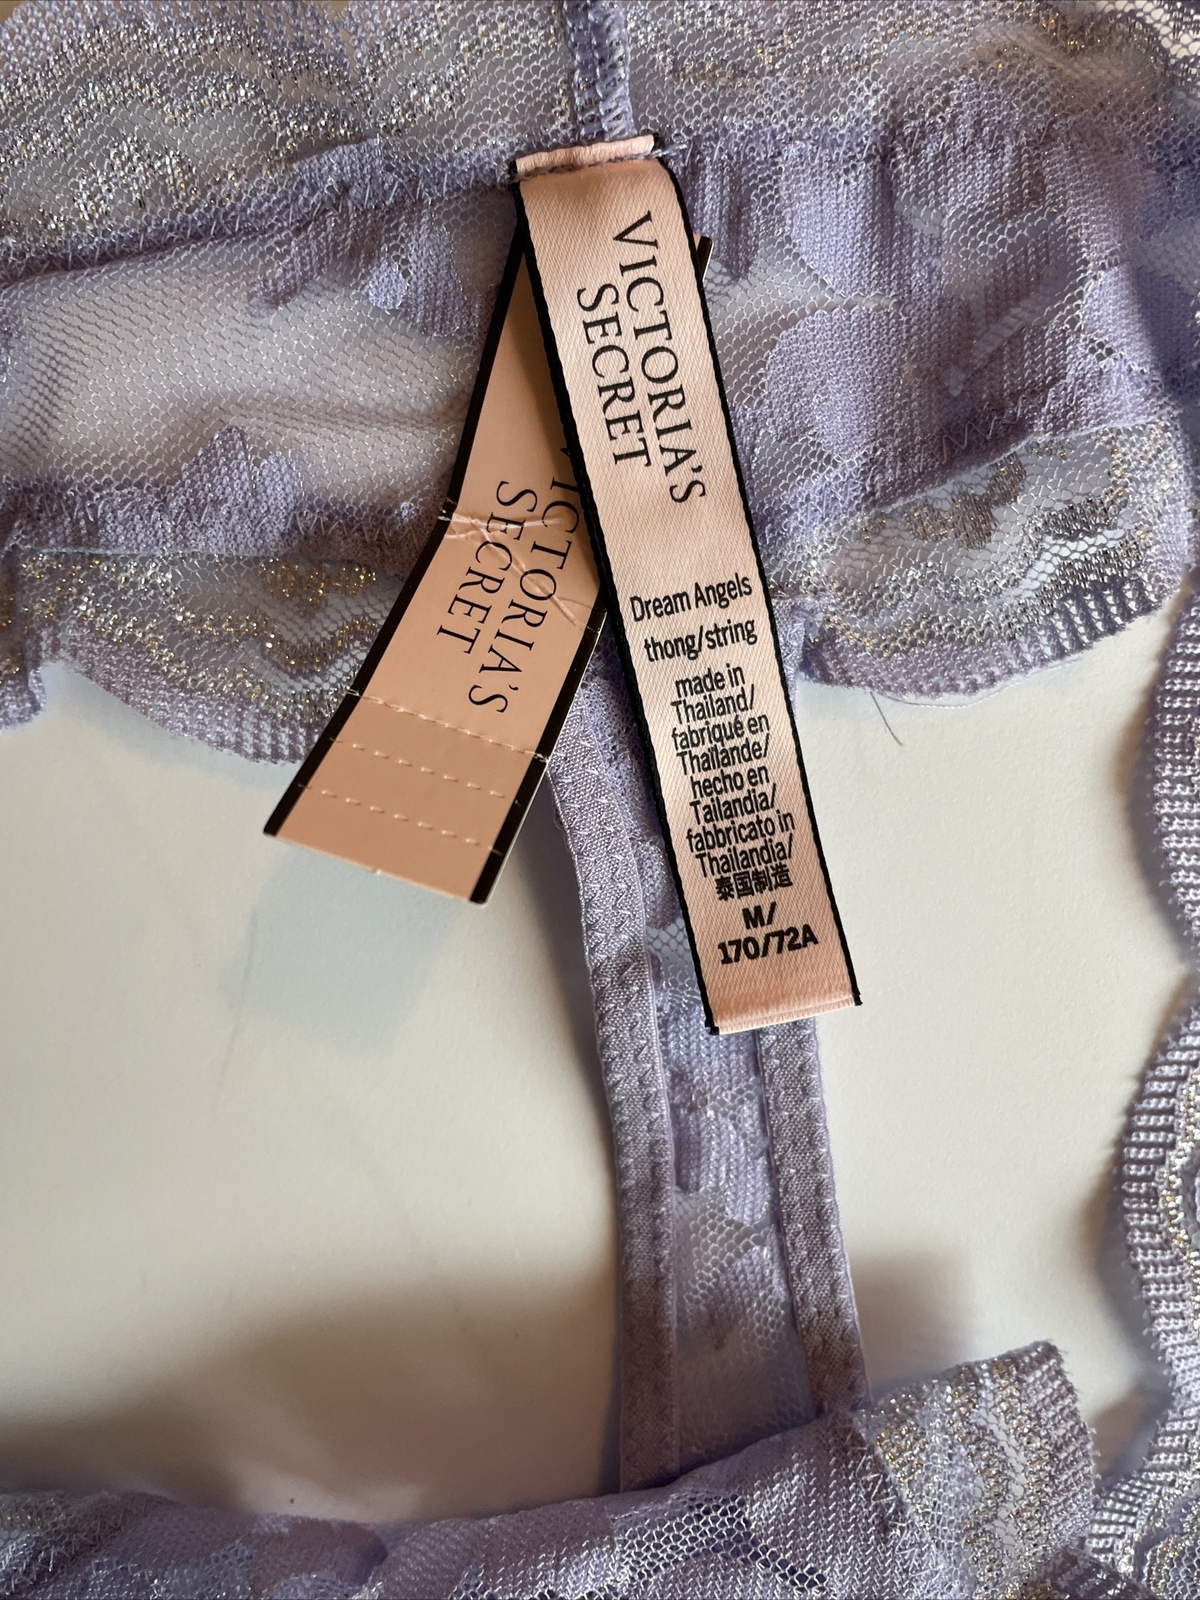 VICTORIA'S
SECRET
Dream Angels
thong/string
made in
Thailand/
fabriqué en
Thaïlande/
hecho en
Tailandia/
fabbricato in
Thailandia/
泰国制造
M/
170/72A
VICTORIA'S
SECRET